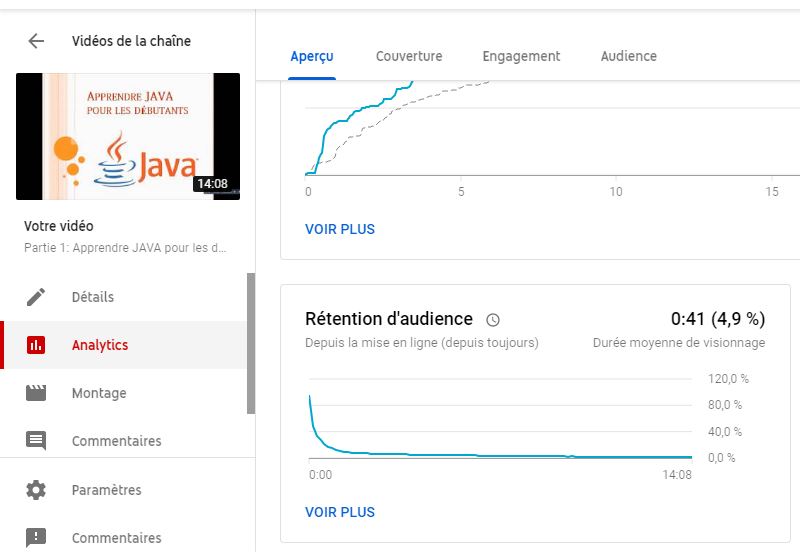 Vidéos de la chaîne
APPRENDRE JAVA
POUR LES DÉBUTANTS
Java
14:08
Votre vidéo
Partie 1: Apprendre JAVA pour les d...
Détails
Analytics
Montage
Commentaires
Paramètres
Commentaires
Aperçu
Couverture
Engagement
Audience
0
5
10
15
VOIR PLUS
Rétention d'audience
0:41 (4,9 %)
Depuis la mise en ligne (depuis toujours)
Durée moyenne de visionnage
120,0 %
80,0 %
40,0 %
0,0 %
0:00
14:08
VOIR PLUS